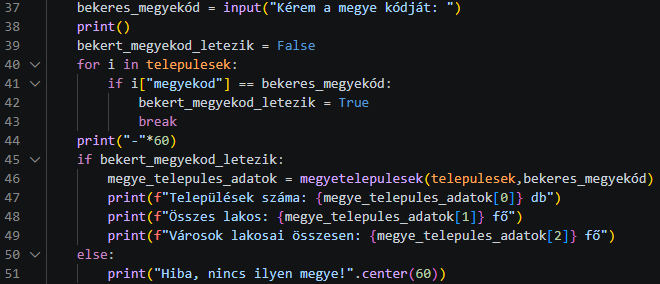 37 bekeres_megyekód = input("Kérem a megye kódját: ")
38 print()
39 bekert_megyekod_letezik = False
40 for i in telepulesek:
41 if i["megyekod"] == bekeres_megyekód:
42 bekert_megyekod_letezik = True
43 break
44 print("-"*60)
45 if bekert_megyekod_letezik:
46 megye_telepules_adatok = megyetelepulesek(telepulesek,bekeres_megyekód)
47 print(f"Települések száma: {megye_telepules_adatok[0]} db")
48 print(f"Összes lakos: {megye_telepules_adatok[1]} fő")
49 print(f"Városok lakosai összesen: {megye_telepules_adatok[2]} fő")
50 else:
51 print("Hiba, nincs ilyen megye!".center(60))